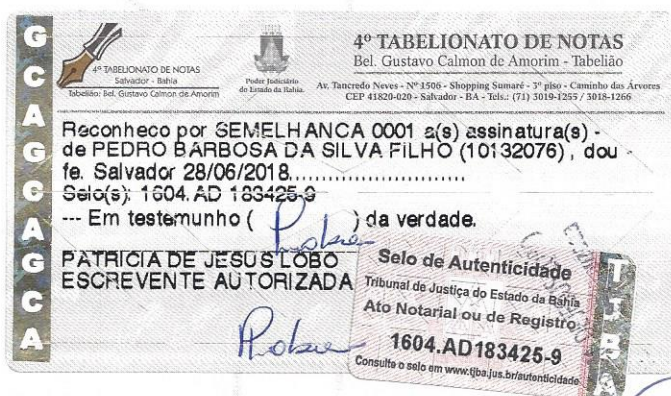 G
C
A
G
C
A
G
C
A
4º TABELIONATO DE NOTAS
Salvador - Bahia
Tabelião: Bel. Gustavo Calmon de Amorim
Poder Judiciário
do Estado da Bahia.
4º TABELIONATO DE NOTAS
Bel. Gustavo Calmon de Amorim - Tabelião
Av. Tancredo Neves - Nº 1506 - Shopping Sumaré - 3º piso - Caminho das Árvores
CEP 41820-020 - Salvador - BA - Tels.: (71) 3019-1255 / 3018-1266
Reconheco por SEMELHANCA 0001 a(s) assinatura(s) -
de PEDRO BARBOSA DA SILVA FILHO (10132076) , dou -
fe. Salvador 28/06/2018..........................
Selo(s): 1604.AD 183425-9
--- Em testemunho ( ) da verdade.
PATRICIA DE JESUS LOBO
ESCREVENTE AUTORIZADA
Selo de Autenticidade
Tribunal de Justiça do Estado da Bahia
Ato Notarial ou de Registro
1604.AD183425-9
Consulte o selo em www.tjba.jus.br/autenticidade
TJBA